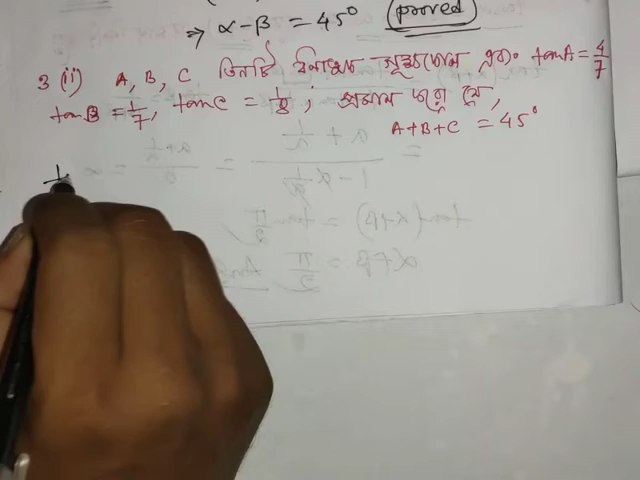 ⇒ α-β = 45° (proved)
3 (ii) A, B, C তিনটি ধনাত্মক সূক্ষ্মকোণ এবং tanA = 4/7
tanB = 1/7, tanC = 1/8; প্রমাণ করো যে,
A+B+C = 45°